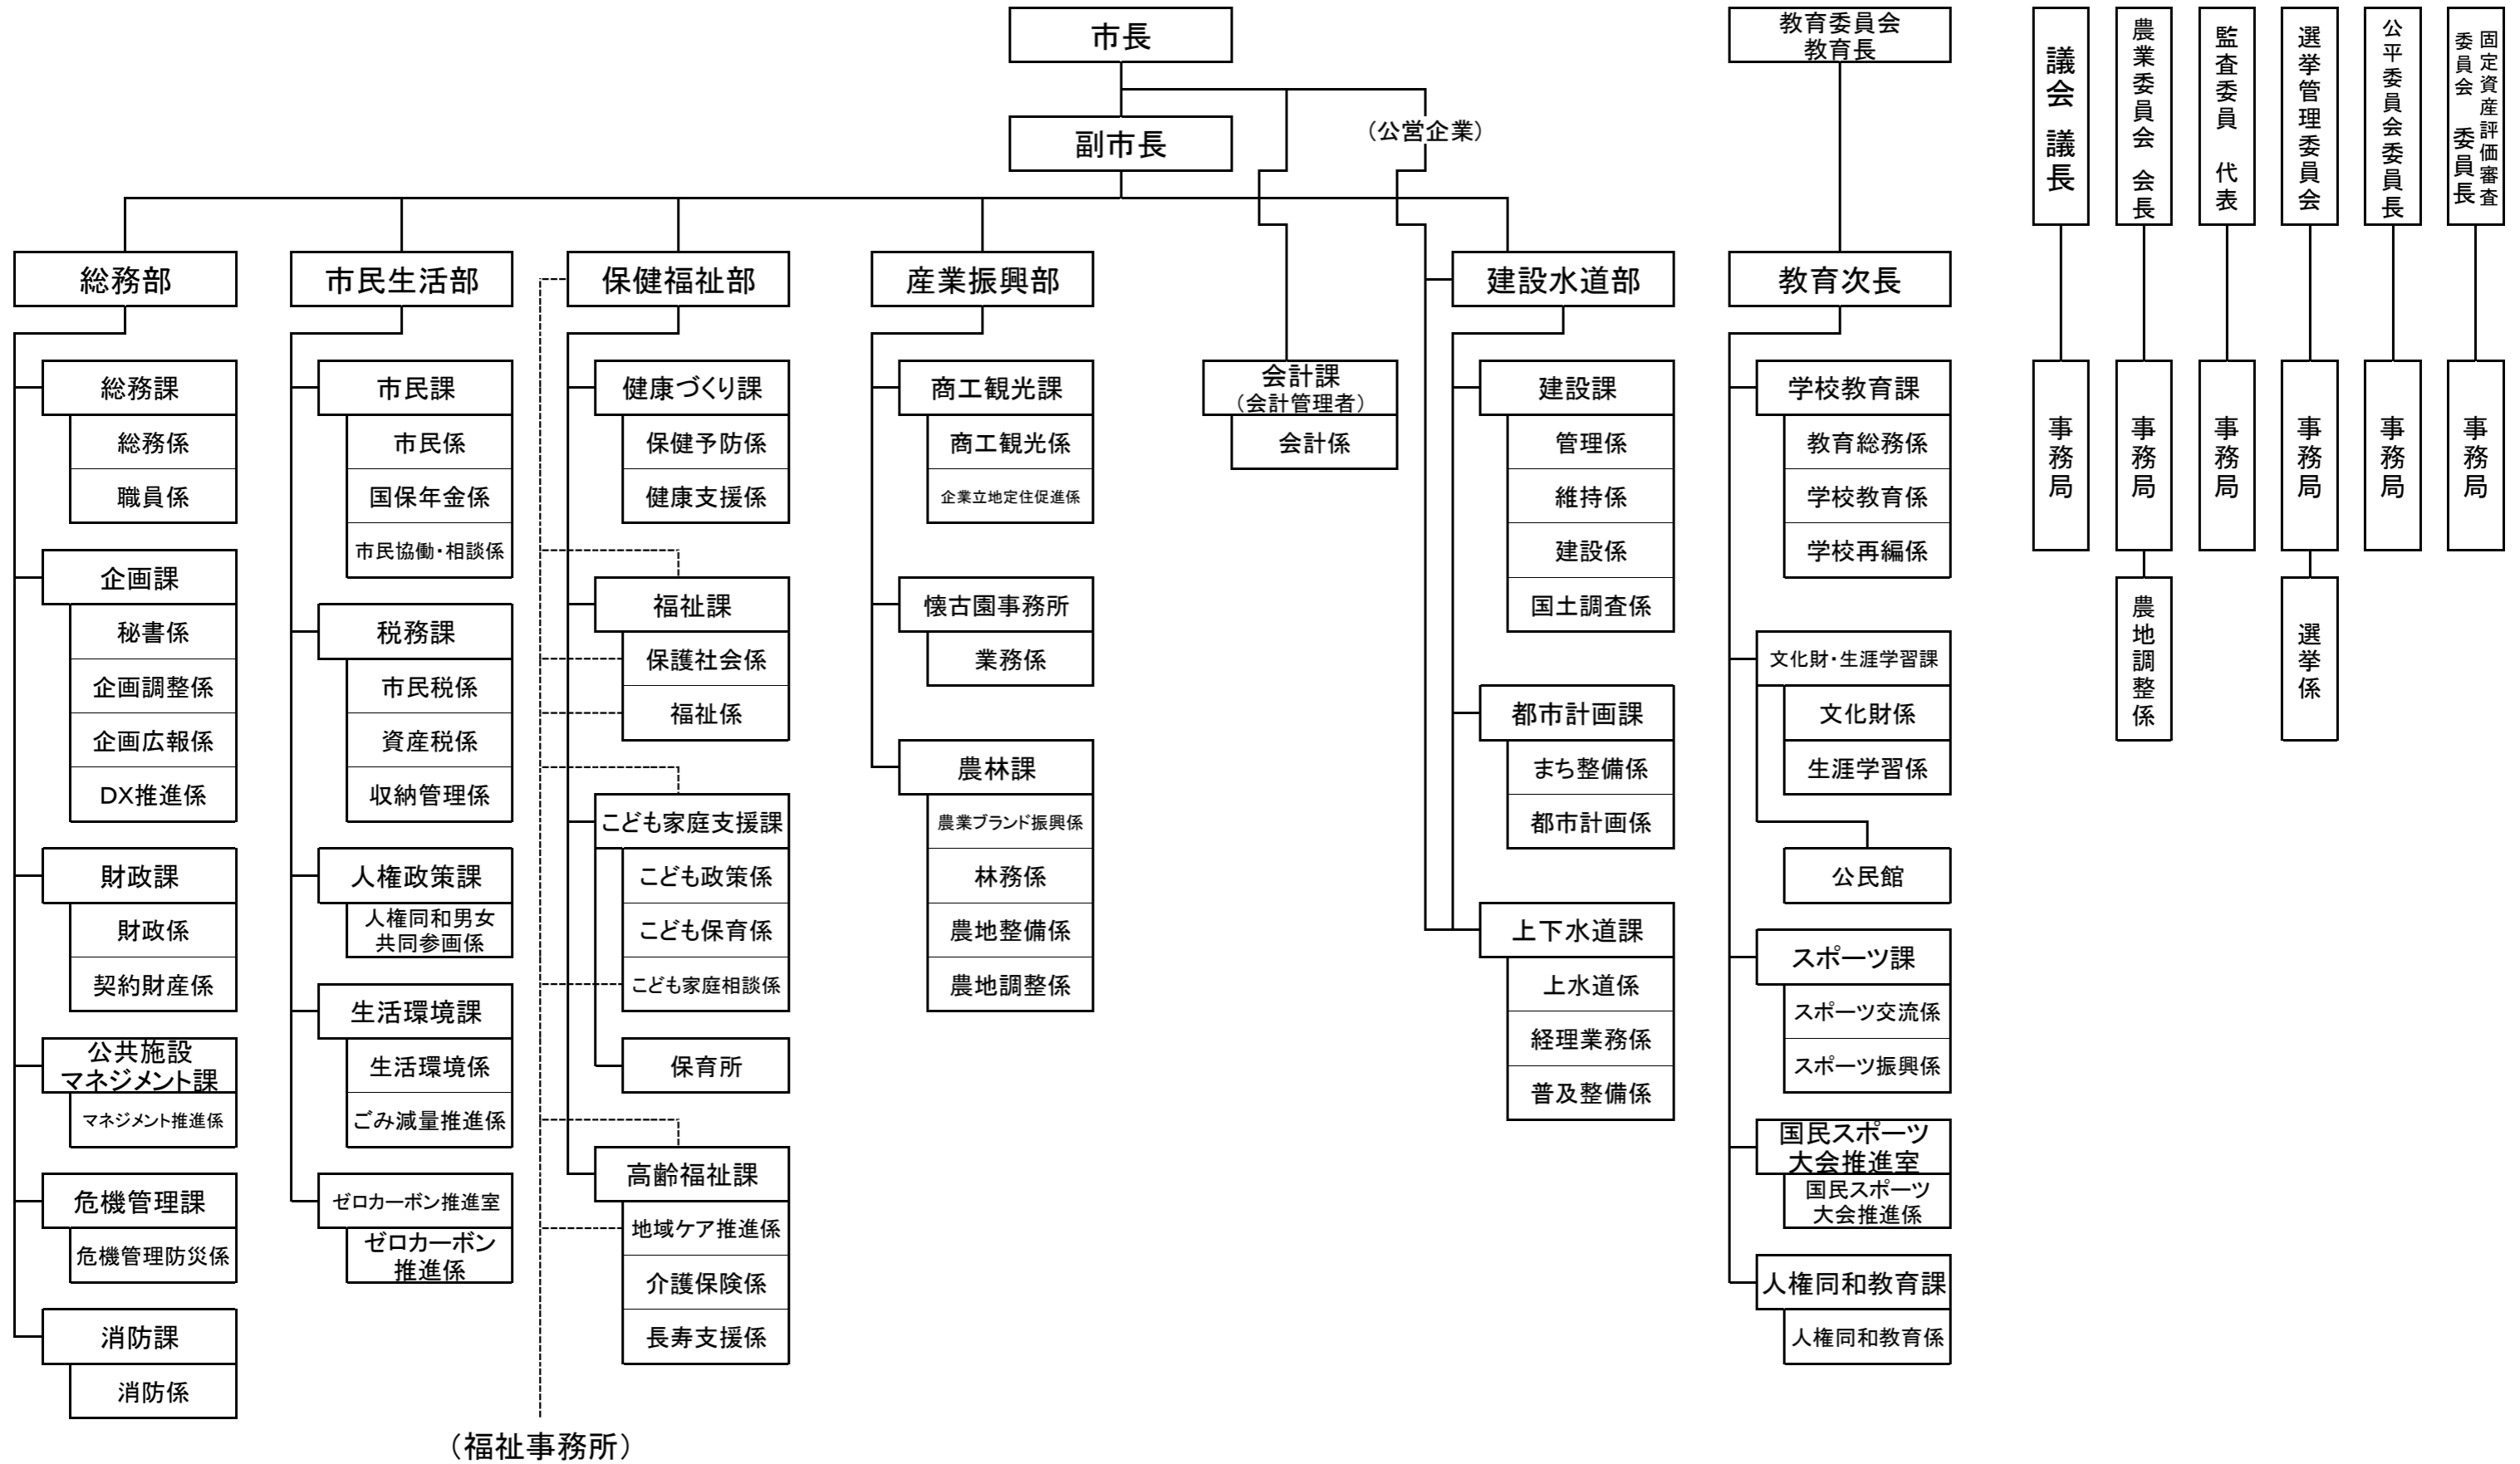 市長
副市長
(公営企業)
教育委員会
教育長
議会 議長
農業委員会 会長
監査委員 代表
選挙管理委員会
公平委員会委員長
固定資産評価審査
委員会 委員長
総務部
市民生活部
保健福祉部
産業振興部
建設水道部
教育次長
総務課
総務係
職員係
企画課
秘書係
企画調整係
企画広報係
DX推進係
財政課
財政係
契約財産係
公共施設
マネジメント課
マネジメント推進係
危機管理課
危機管理防災係
消防課
消防係
市民課
市民係
国保年金係
市民協働・相談係
税務課
市民税係
資産税係
収納管理係
人権政策課
人権同和男女
共同参画係
生活環境課
生活環境係
ごみ減量推進係
ゼロカーボン推進室
ゼロカーボン
推進係
健康づくり課
保健予防係
健康支援係
福祉課
保護社会係
福祉係
こども家庭支援課
こども政策係
こども保育係
こども家庭相談係
保育所
高齢福祉課
地域ケア推進係
介護保険係
長寿支援係
(福祉事務所)
商工観光課
商工観光係
企業立地定住促進係
懐古園事務所
業務係
農林課
農業ブランド振興係
林務係
農地整備係
農地調整係
会計課
(会計管理者)
会計係
建設課
管理係
維持係
建設係
国土調査係
都市計画課
まち整備係
都市計画係
上下水道課
上水道係
経理業務係
普及整備係
学校教育課
教育総務係
学校教育係
学校再編係
文化財・生涯学習課
文化財係
生涯学習係
公民館
スポーツ課
スポーツ交流係
スポーツ振興係
国民スポーツ
大会推進室
国民スポーツ
大会推進係
人権同和教育課
人権同和教育係
事務局
事務局
農地調整係
事務局
事務局
選挙係
事務局
事務局